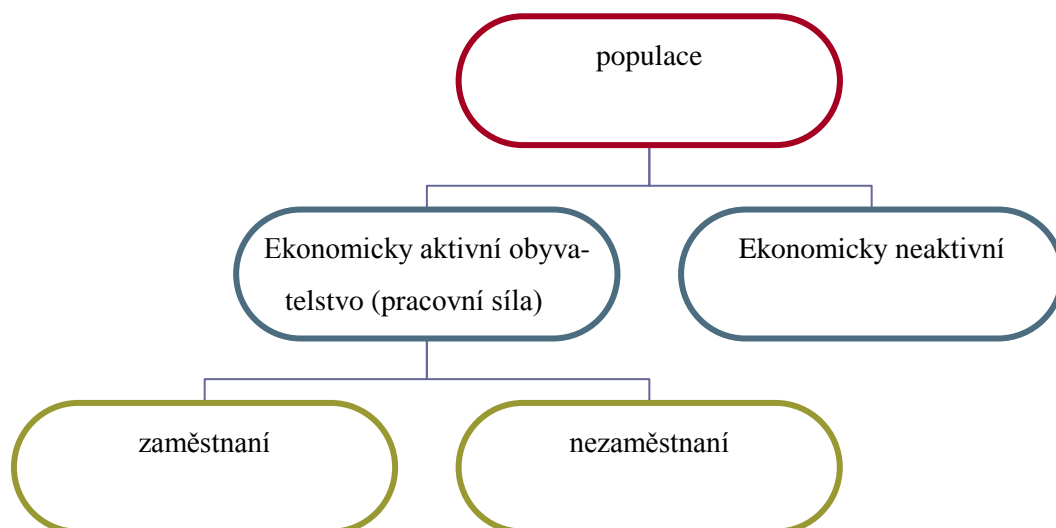 populace
Ekonomicky aktivní obyva-
telstvo (pracovní síla)
Ekonomicky neaktivní
zaměstnaní
nezaměstnaní